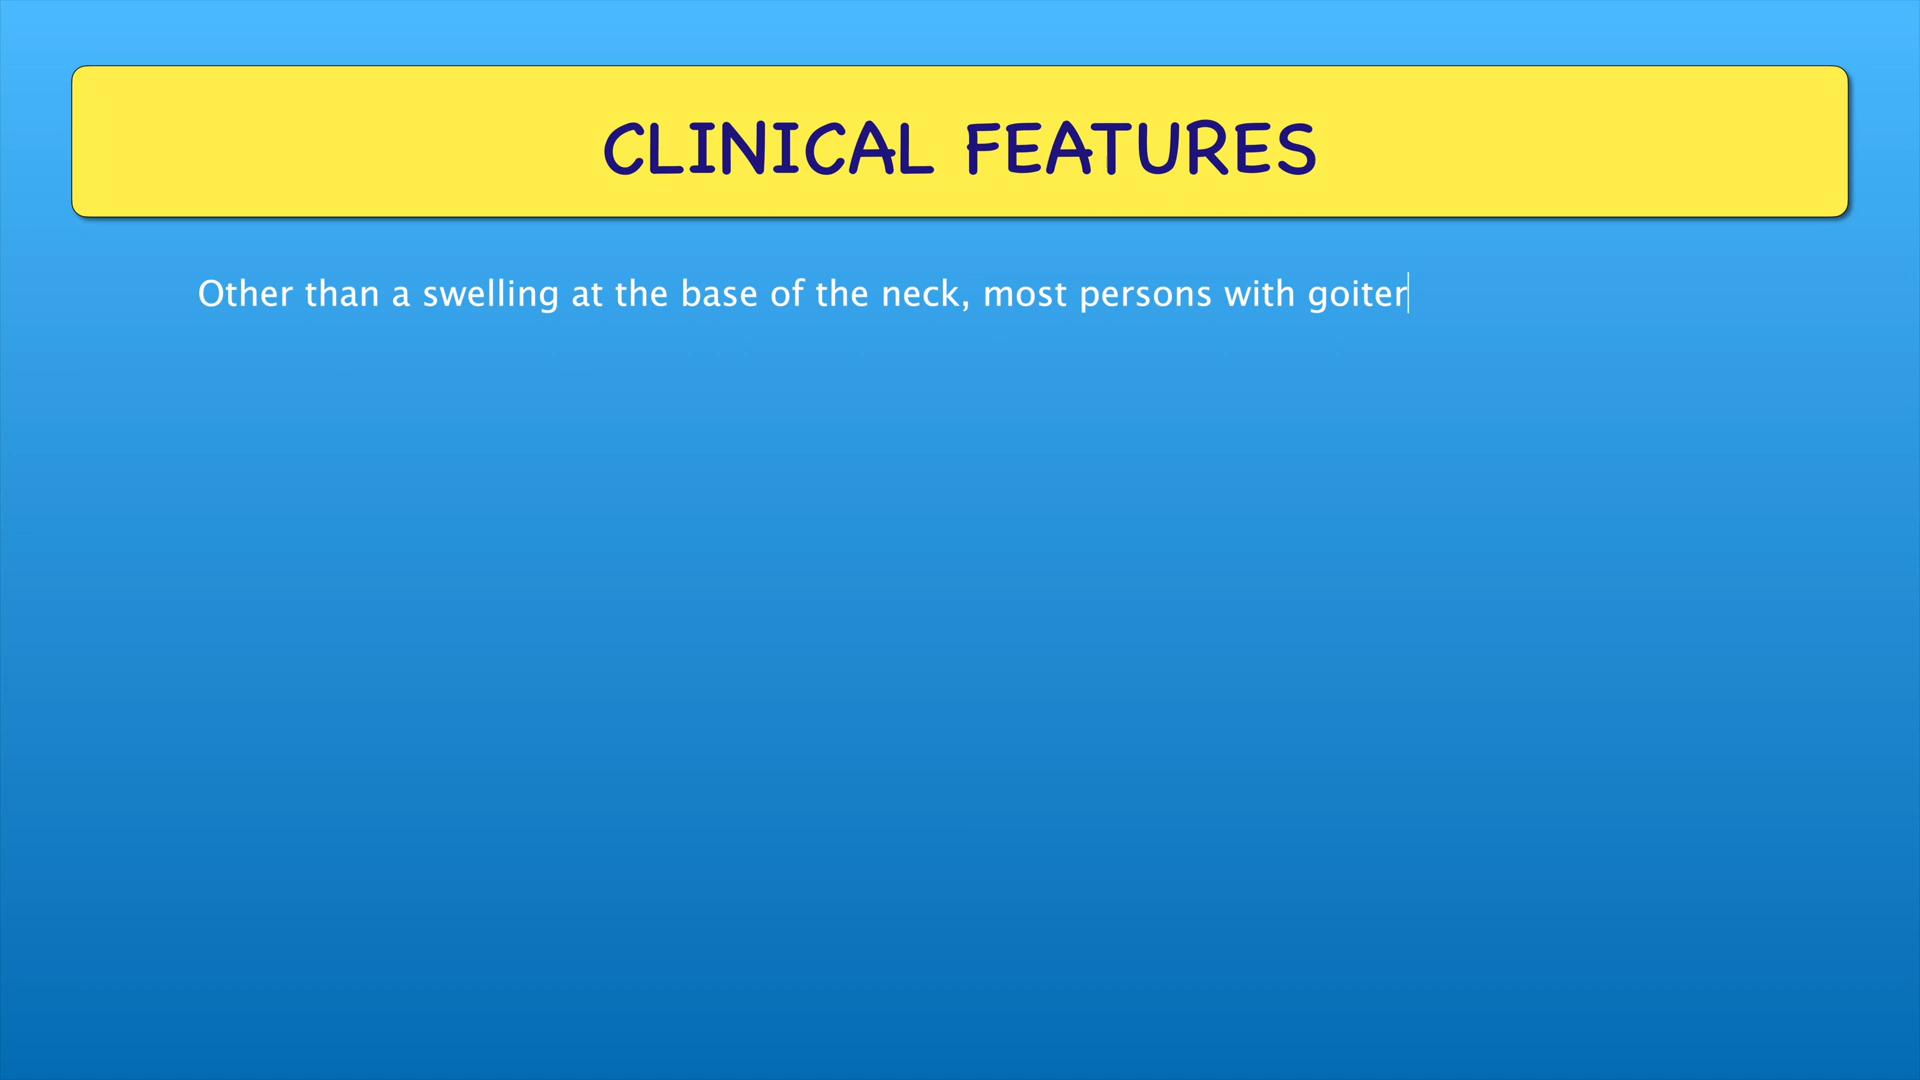 CLINICAL FEATURES
Other than a swelling at the base of the neck, most persons with goiter